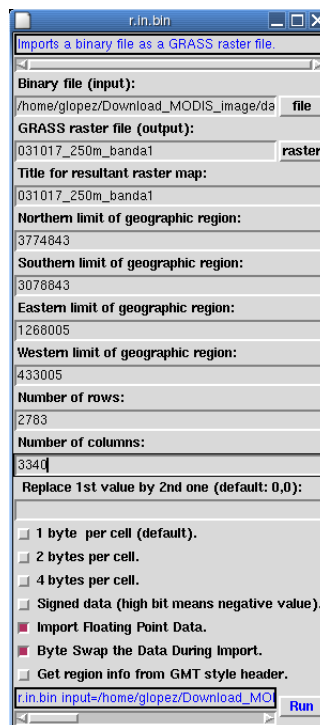 r.in.bin
Imports a binary file as a GRASS raster file.
Binary file (input):
/home/glopez/Download_MODIS_image/da file
GRASS raster file (output):
031017_250m_banda1 raster
Title for resultant raster map:
031017_250m_banda1
Northern limit of geographic region:
3774843
Southern limit of geographic region:
3078843
Eastern limit of geographic region:
1268005
Western limit of geographic region:
433005
Number of rows:
2783
Number of columns:
3340
Replace 1st value by 2nd one (default: 0,0):
1 byte per cell (default).
2 bytes per cell.
4 bytes per cell.
Signed data (high bit means negative value).
Import Floating Point Data.
Byte Swap the Data During Import.
Get region info from GMT style header.
r.in.bin input=/home/glopez/Download_MO Run